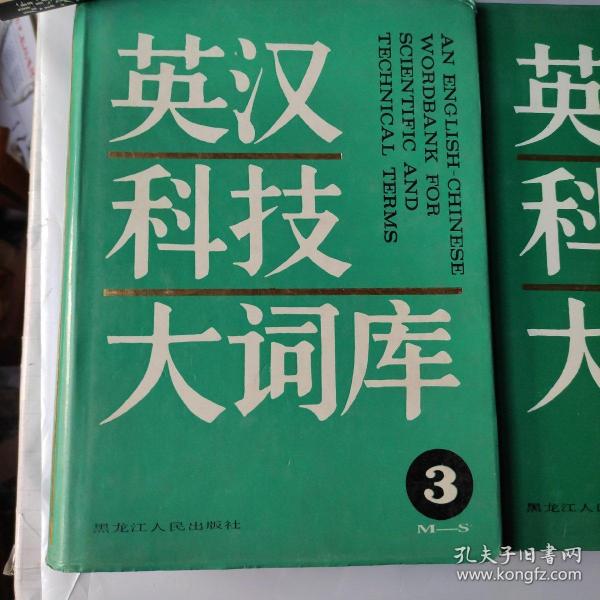 英汉
科技
大词库
AN ENGLISH-CHINESE
WORDBANK FOR
SCIENTIFIC AND
TECHNICAL TERMS
3
M—S
黑龙江人民出版社
英
科
大
黑龙江人
孔夫子旧书网
www.kongfz.com